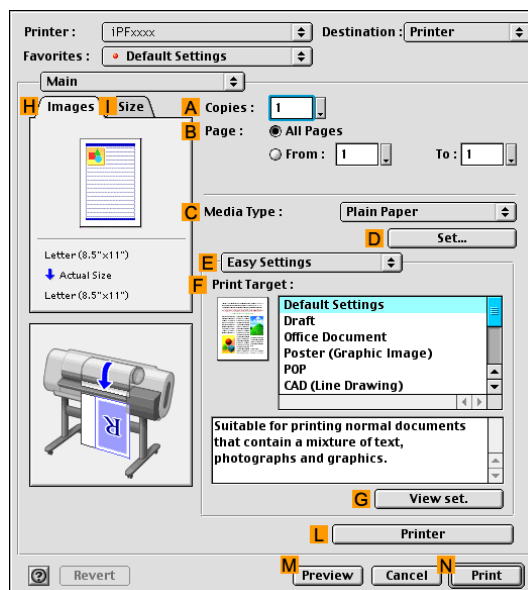 Printer : iPFxxxx Destination : Printer
Favorites : Default Settings
Main
H Images I Size
A Copies : 1
B Page : All Pages
From : 1 To : 1
C Media Type : Plain Paper
D Set...
Letter (8.5"x11")
Actual Size
Letter (8.5"x11")
E Easy Settings
F Print Target :
Default Settings
Draft
Office Document
Poster (Graphic Image)
POP
CAD (Line Drawing)
R
Suitable for printing normal documents
that contain a mixture of text,
photographs and graphics.
G View set.
L Printer
? Revert M Preview Cancel N Print